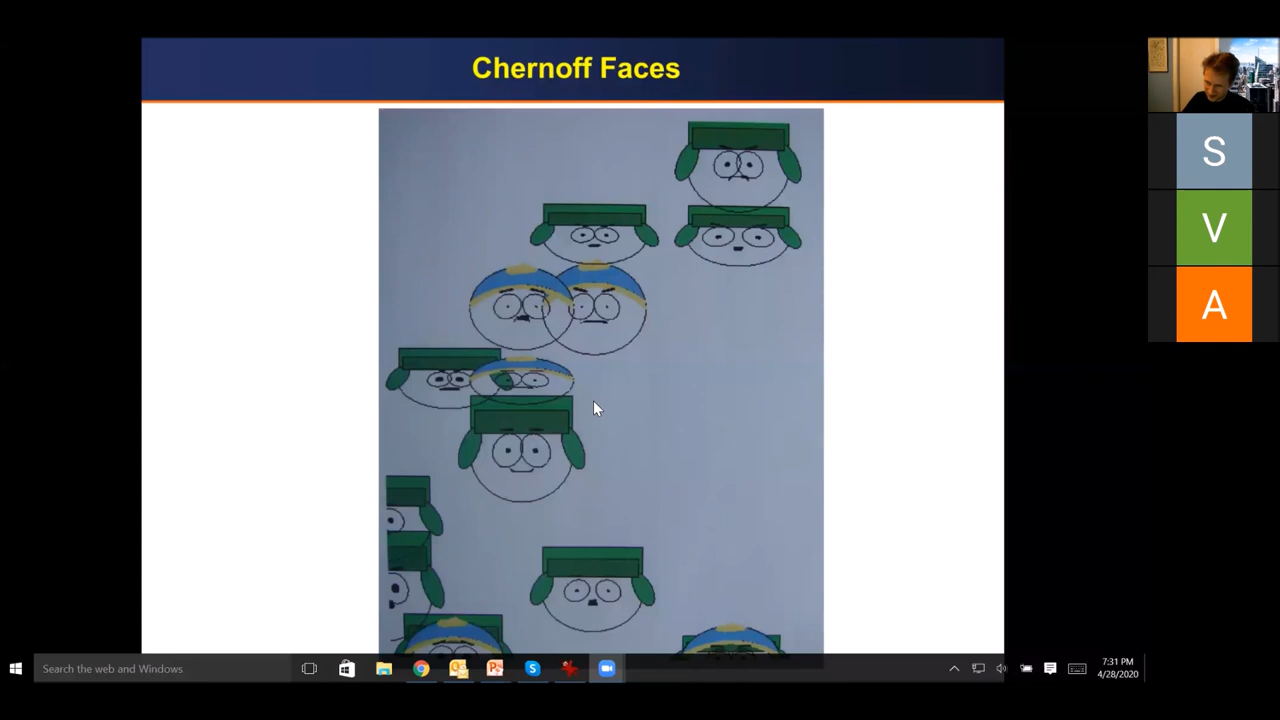 Chernoff Faces
S
V
A
Search the web and Windows
7:31 PM
4/28/2020